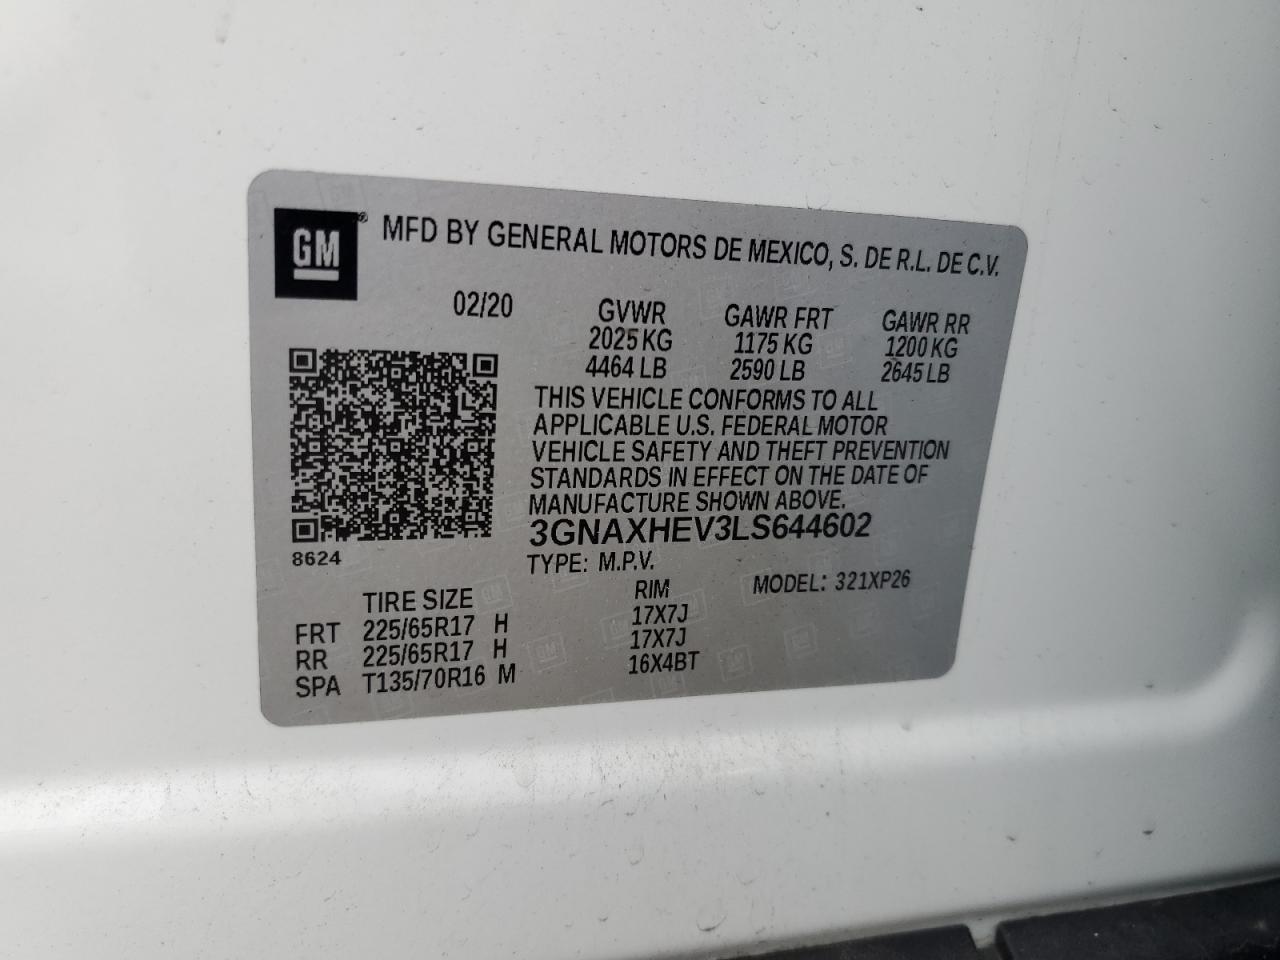 GM® MFD BY GENERAL MOTORS DE MEXICO, S. DE R.L. DE C.V.
02/20 GVWR GAWR FRT GAWR RR
2025 KG 1175 KG 1200 KG
4464 LB 2590 LB 2645 LB
THIS VEHICLE CONFORMS TO ALL
APPLICABLE U.S. FEDERAL MOTOR
VEHICLE SAFETY AND THEFT PREVENTION
STANDARDS IN EFFECT ON THE DATE OF
MANUFACTURE SHOWN ABOVE.
3GNAXHEV3LS644602
8624 TYPE: M.P.V.
TIRE SIZE RIM MODEL: 321XP26
FRT 225/65R17 H 17X7J
RR 225/65R17 H 17X7J
SPA T135/70R16 M 16X4BT